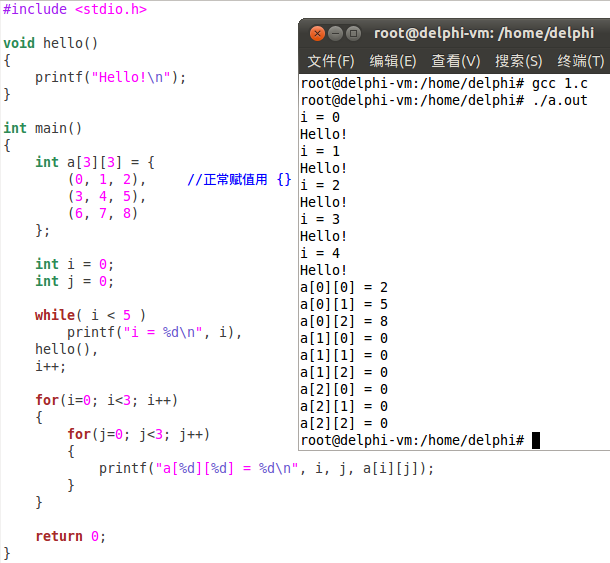 #include <stdio.h>
void hello()
{
    printf("Hello!\n");
}
int main()
{
    int a[3][3] = {
        (0, 1, 2),     //正常赋值用 {}
        (3, 4, 5),
        (6, 7, 8)
    };
    int i = 0;
    int j = 0;
    while( i < 5 )
        printf("i = %d\n", i),
    hello(),
    i++;
    for(i=0; i<3; i++)
    {
        for(j=0; j<3; j++)
        {
            printf("a[%d][%d] = %d\n", i, j, a[i][j]);
        }
    }
    return 0;
}
root@delphi-vm: /home/delphi
文件(F) 编辑(E) 查看(V) 搜索(S) 终端(T)
root@delphi-vm:/home/delphi# gcc 1.c
root@delphi-vm:/home/delphi# ./a.out
i = 0
Hello!
i = 1
Hello!
i = 2
Hello!
i = 3
Hello!
i = 4
Hello!
a[0][0] = 2
a[0][1] = 5
a[0][2] = 8
a[1][0] = 0
a[1][1] = 0
a[1][2] = 0
a[2][0] = 0
a[2][1] = 0
a[2][2] = 0
root@delphi-vm:/home/delphi#